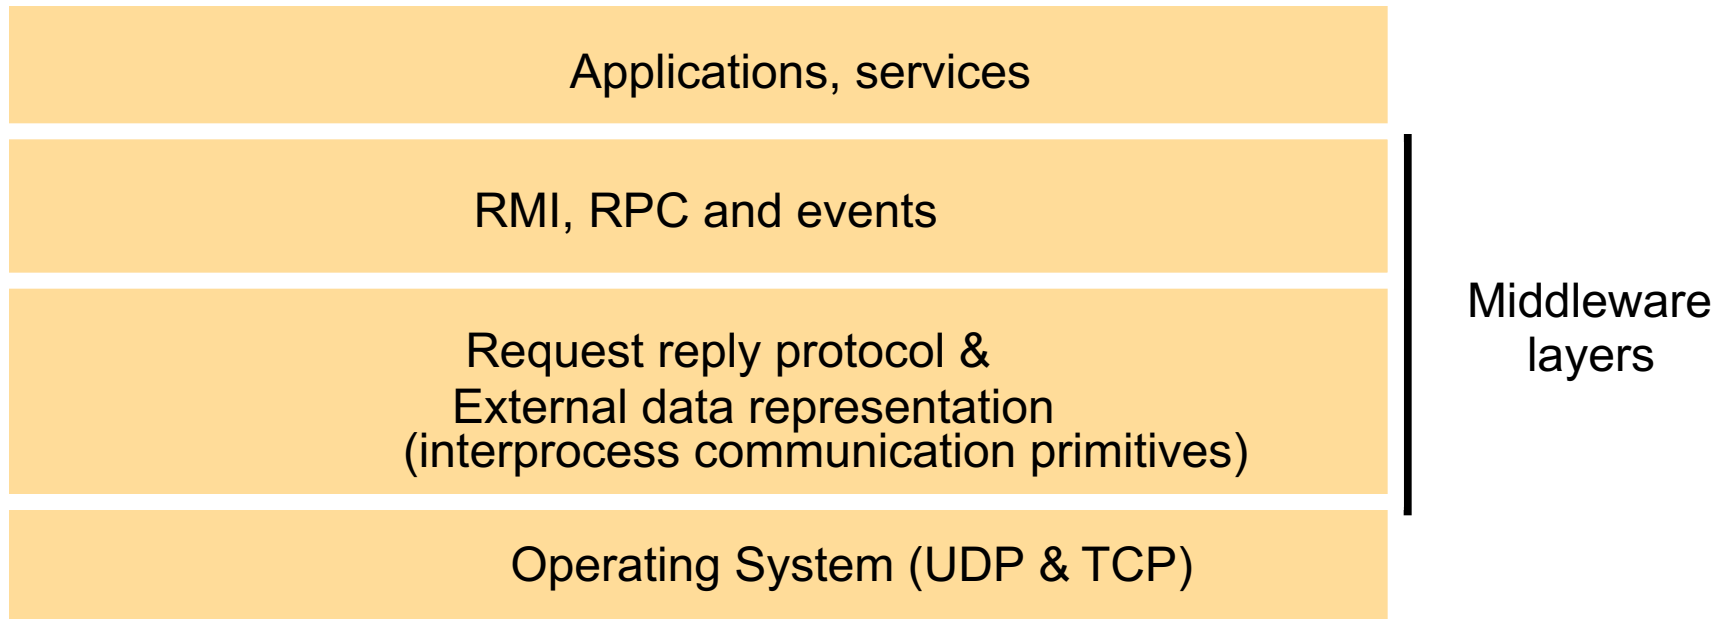 Applications, services
RMI, RPC and events
Middleware
layers
Request reply protocol &
External data representation
(interprocess communication primitives)
Operating System (UDP & TCP)